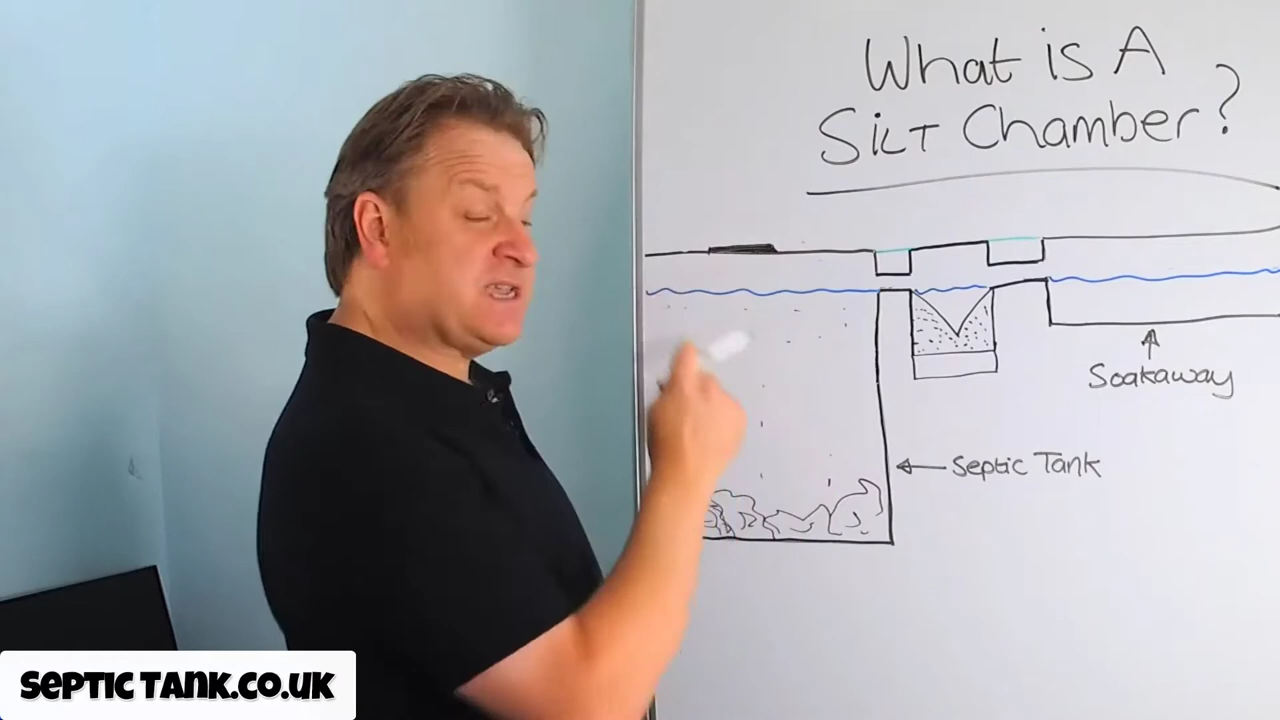 What is A
SiLT Chamber?
Soakaway
Septic Tank
SEPTIC TANK.CO.UK